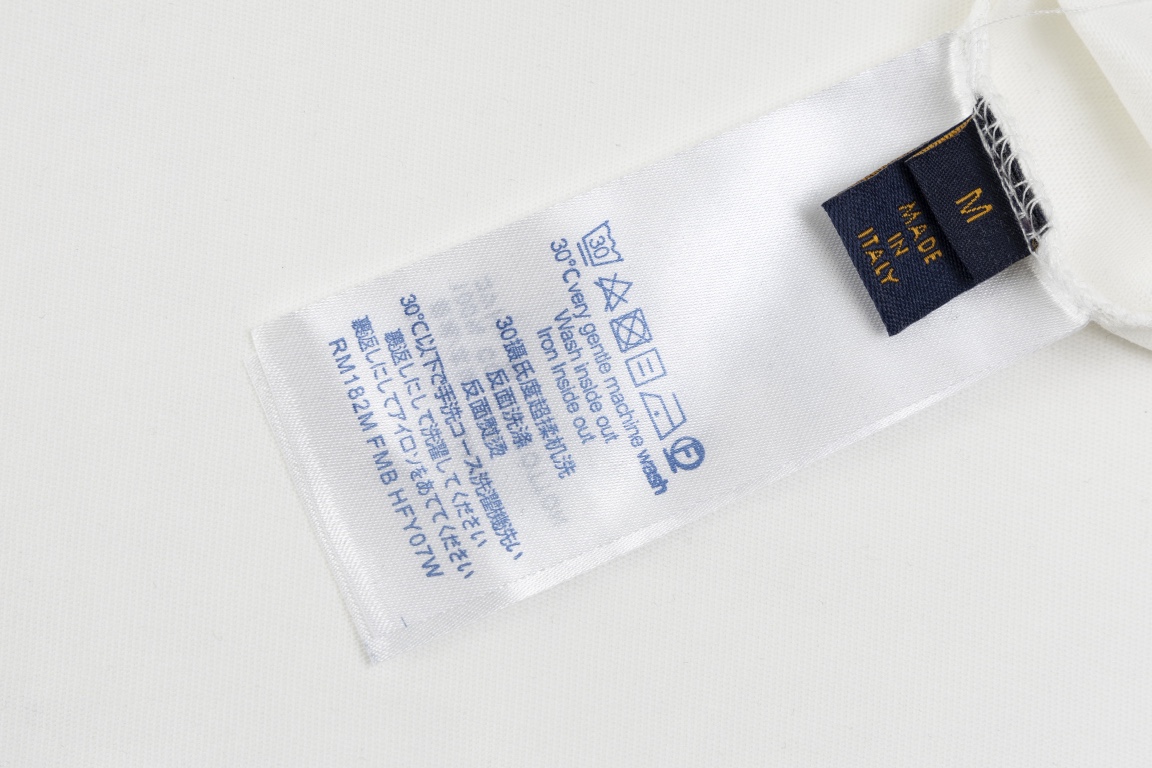 M
MADE
IN
ITALY
30
F
30°C very gentle machine wash
Wash inside out
Iron Inside out
30摄氏度超揉机洗
反面洗涤
反面熨烫
30℃以下で手洗コース洗濯機洗い
裏返しにして洗濯してください
裏返しにしてアイロンをあててください
RM182M FMB HFY07W